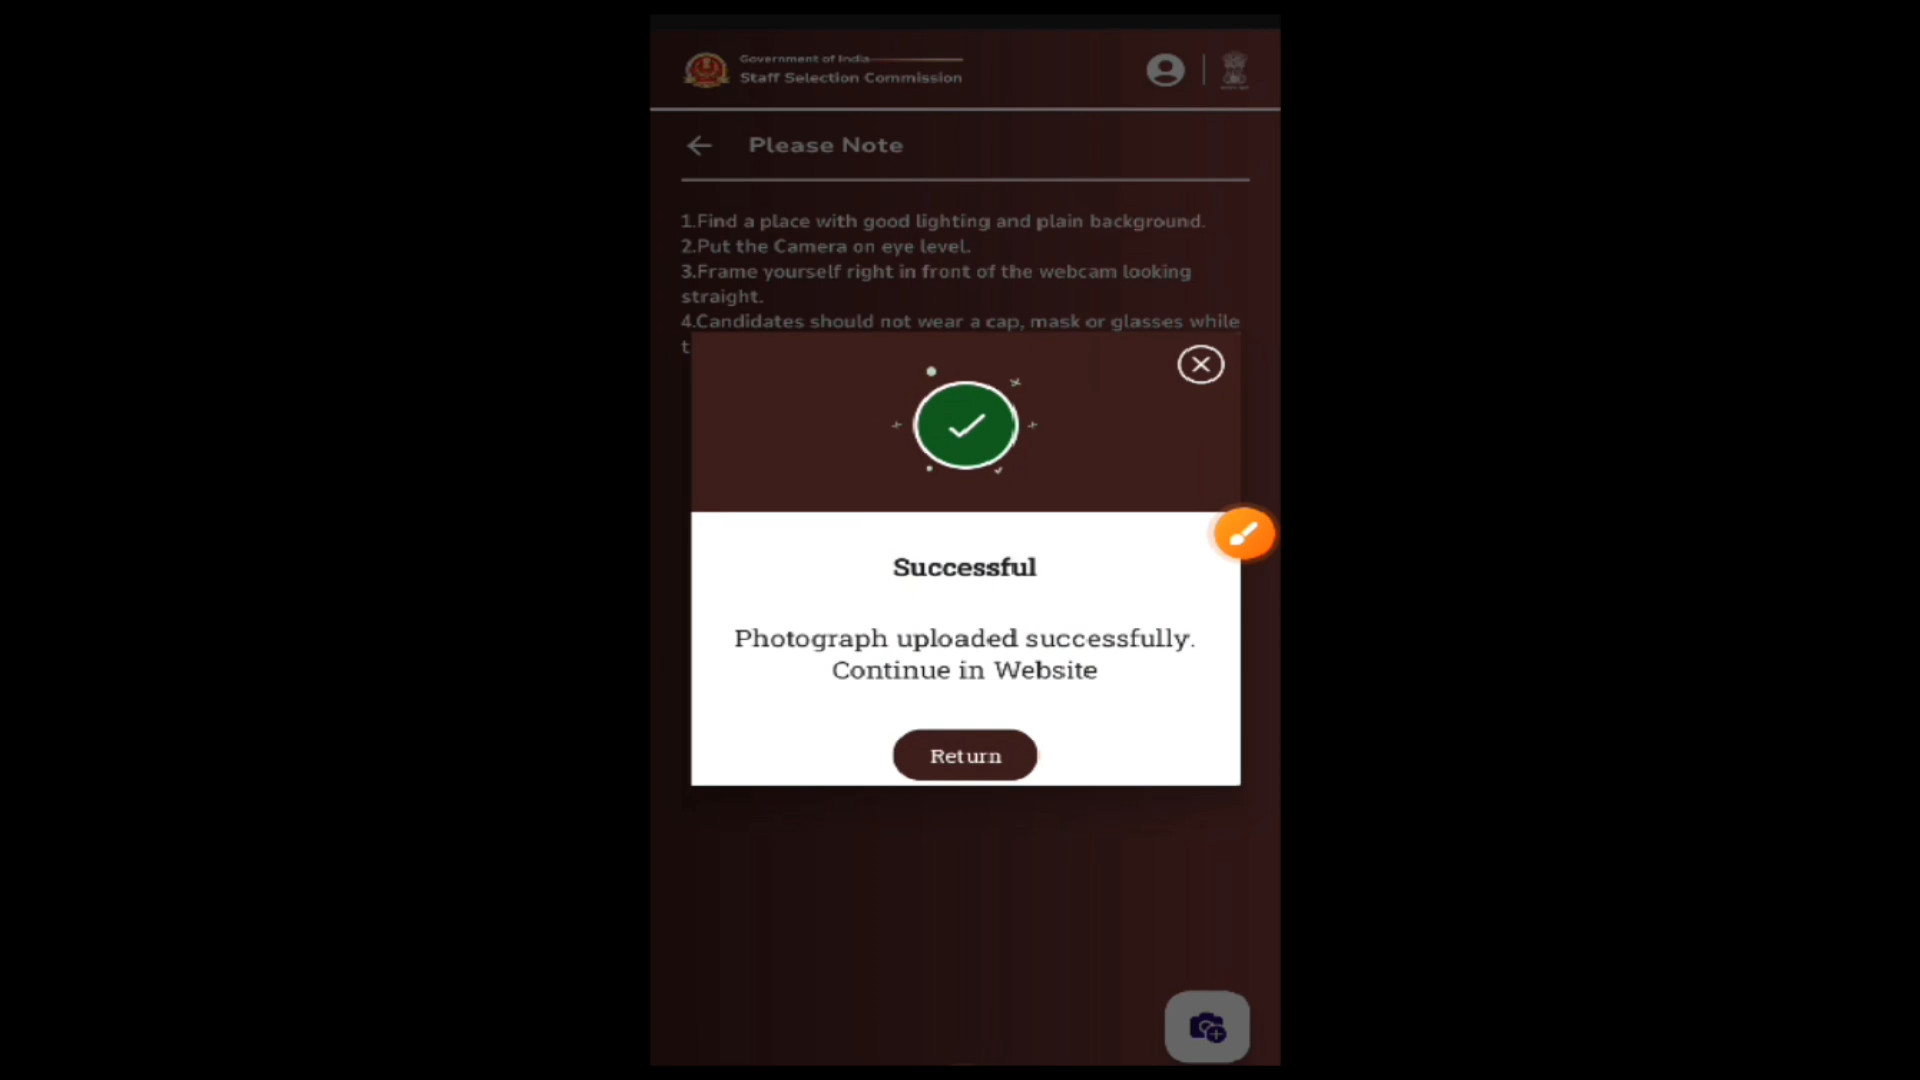 Government of India
Staff Selection Commission
Please Note
1.Find a place with good lighting and plain background.
2.Put the Camera on eye level.
3.Frame yourself right in front of the webcam looking
straight.
4.Candidates should not wear a cap, mask or glasses while
t
Successful
Photograph uploaded successfully.
Continue in Website
Return